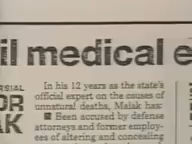 il medical e
RSIAL
OR
AK
In his 12 years as the state's
official expert on the causes of
unnatural deaths, Malak has:
■ Been accused by defense
attorneys and former employ-
ees of altering and concealing